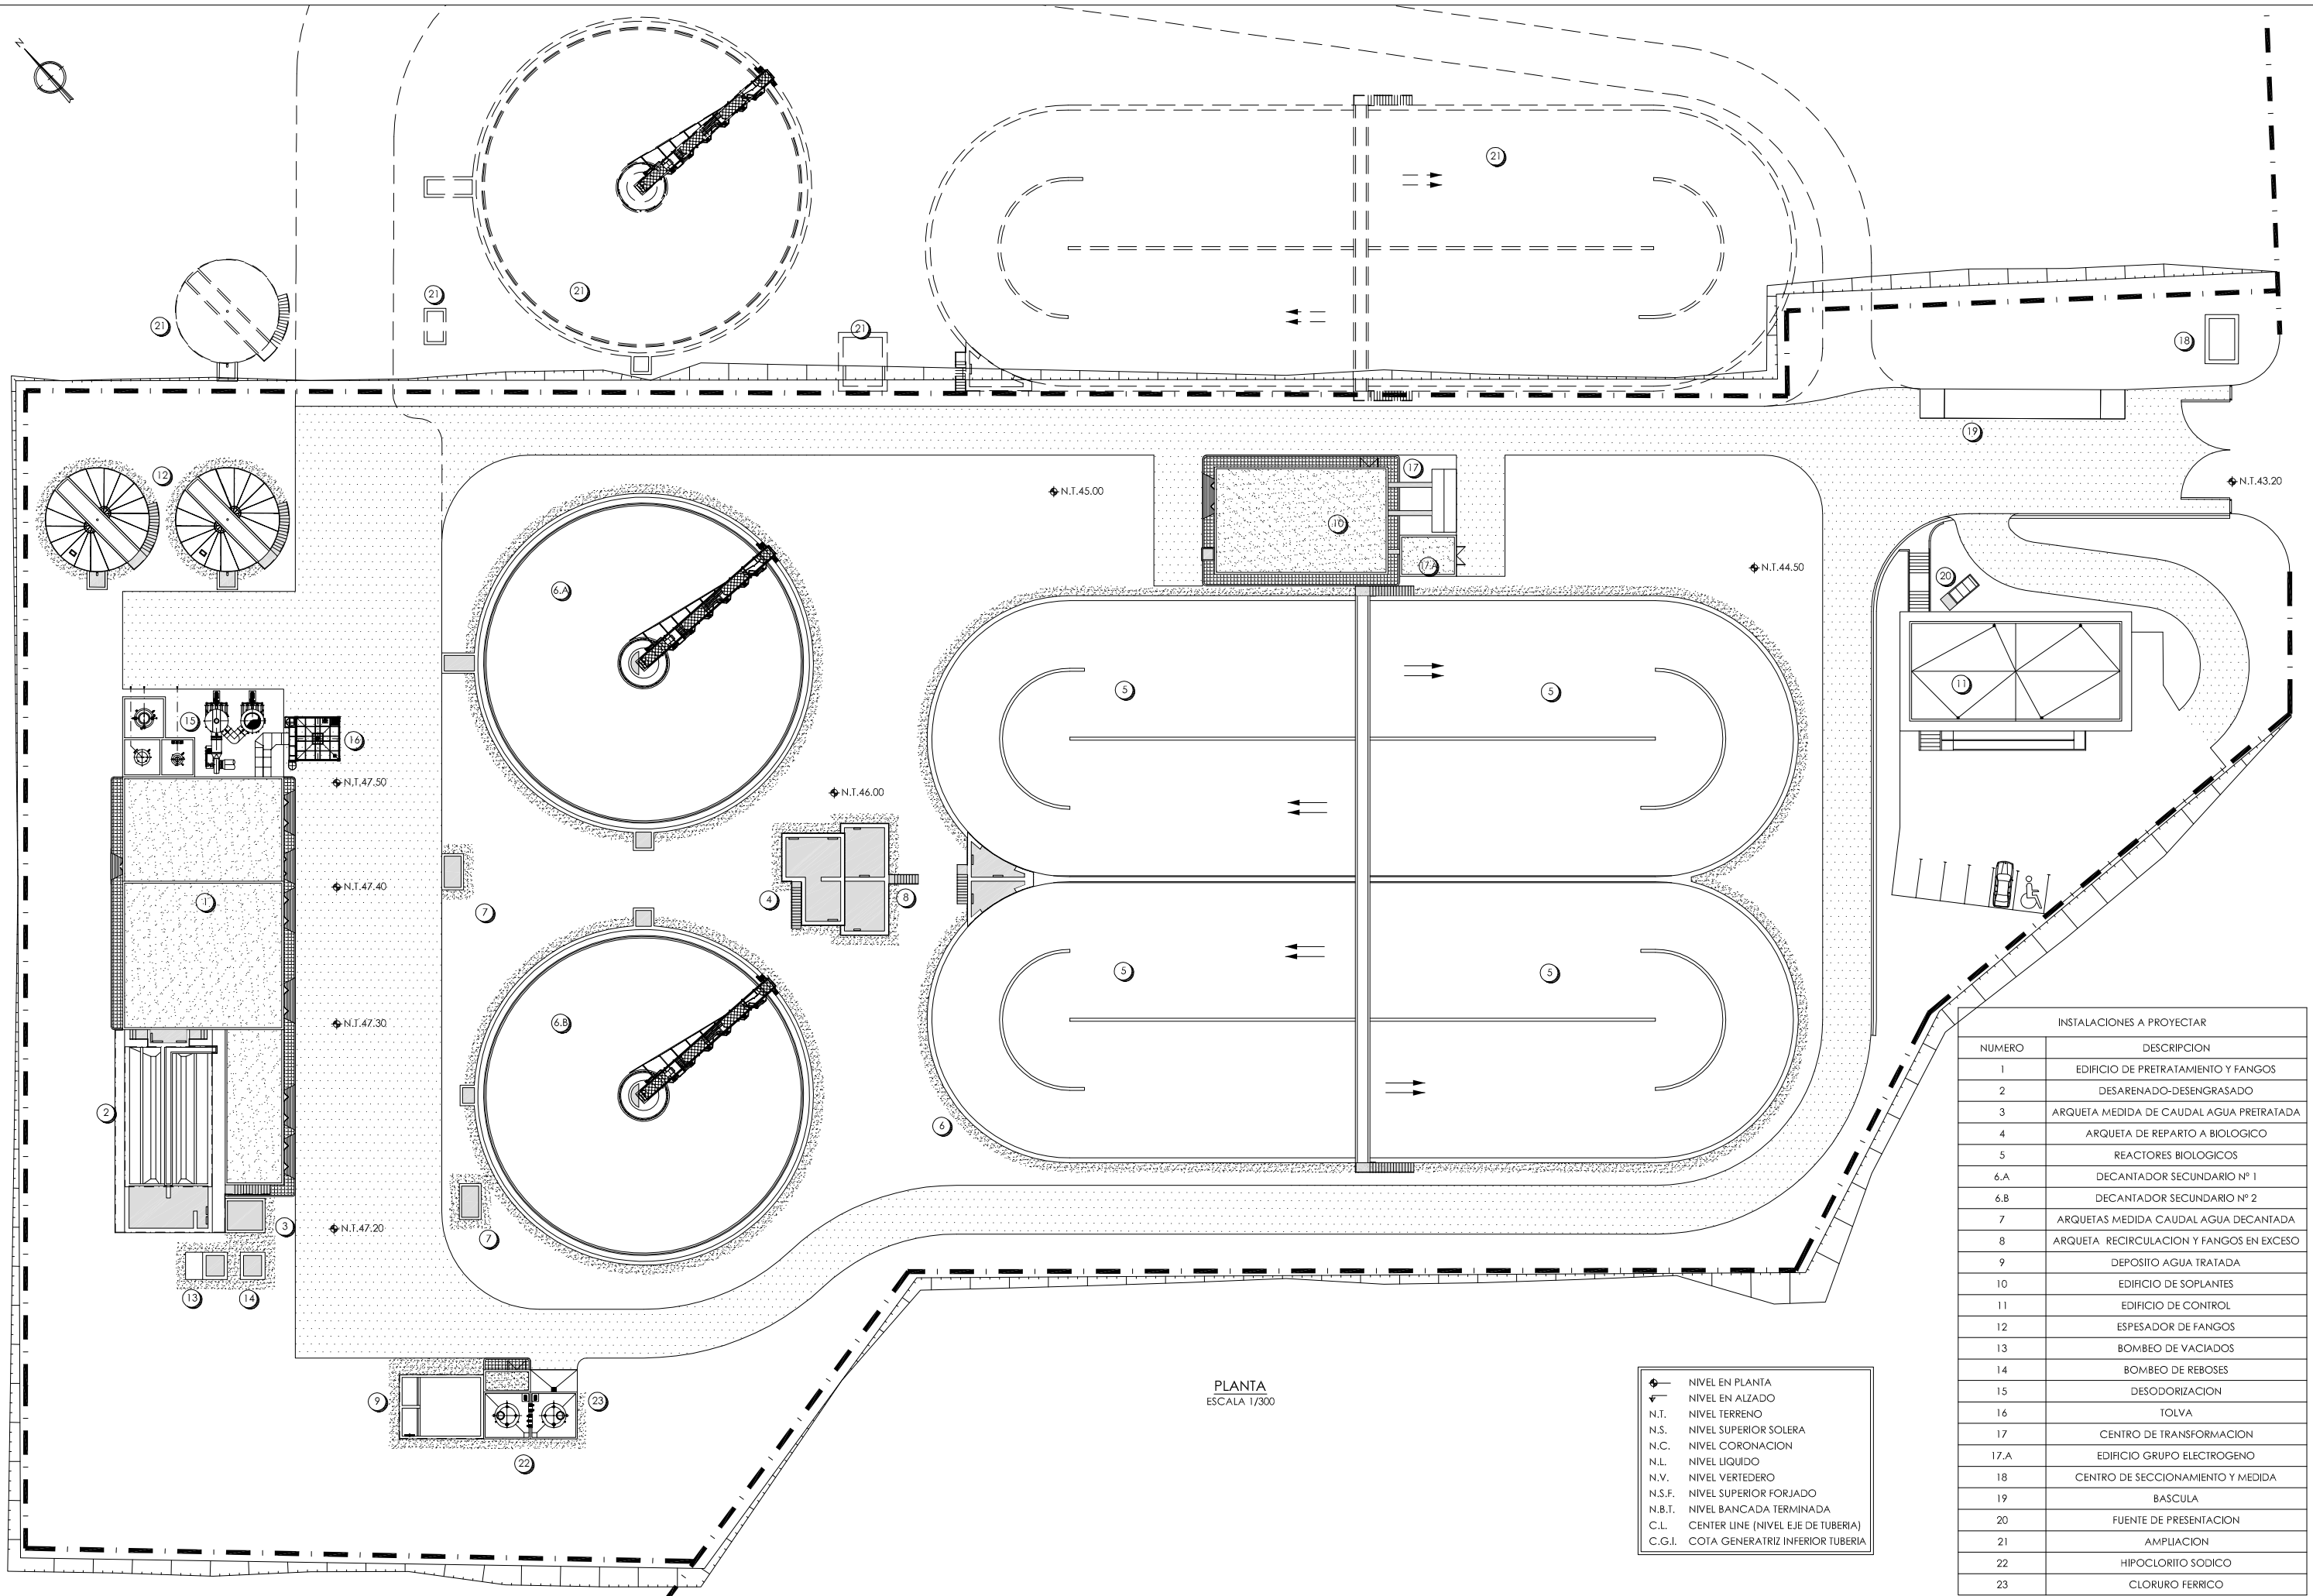 N
21
21
21
21
21
18
19
12
17
N.T.45.00
N.T.43.20
10
17.A
N.T.44.50
20
6.A
5
5
11
15
16
N.T.47.50
N.T.46.00
N.T.47.40
1
4
8
7
5
5
N.T.47.30
6.B
2
6
3
N.T.47.20
7
13
14
9
23
22
PLANTA
ESCALA 1/300
NIVEL EN PLANTA
NIVEL EN ALZADO
N.T. NIVEL TERRENO
N.S. NIVEL SUPERIOR SOLERA
N.C. NIVEL CORONACION
N.L. NIVEL LIQUIDO
N.V. NIVEL VERTEDERO
N.S.F. NIVEL SUPERIOR FORJADO
N.B.T. NIVEL BANCADA TERMINADA
C.L. CENTER LINE (NIVEL EJE DE TUBERIA)
C.G.I. COTA GENERATRIZ INFERIOR TUBERIA
INSTALACIONES A PROYECTAR
NUMERO DESCRIPCION
1 EDIFICIO DE PRETRATAMIENTO Y FANGOS
2 DESARENADO-DESENGRASADO
3 ARQUETA MEDIDA DE CAUDAL AGUA PRETRATADA
4 ARQUETA DE REPARTO A BIOLOGICO
5 REACTORES BIOLOGICOS
6.A DECANTADOR SECUNDARIO Nº 1
6.B DECANTADOR SECUNDARIO Nº 2
7 ARQUETAS MEDIDA CAUDAL AGUA DECANTADA
8 ARQUETA RECIRCULACION Y FANGOS EN EXCESO
9 DEPOSITO AGUA TRATADA
10 EDIFICIO DE SOPLANTES
11 EDIFICIO DE CONTROL
12 ESPESADOR DE FANGOS
13 BOMBEO DE VACIADOS
14 BOMBEO DE REBOSES
15 DESODORIZACION
16 TOLVA
17 CENTRO DE TRANSFORMACION
17.A EDIFICIO GRUPO ELECTROGENO
18 CENTRO DE SECCIONAMIENTO Y MEDIDA
19 BASCULA
20 FUENTE DE PRESENTACION
21 AMPLIACION
22 HIPOCLORITO SODICO
23 CLORURO FERRICO